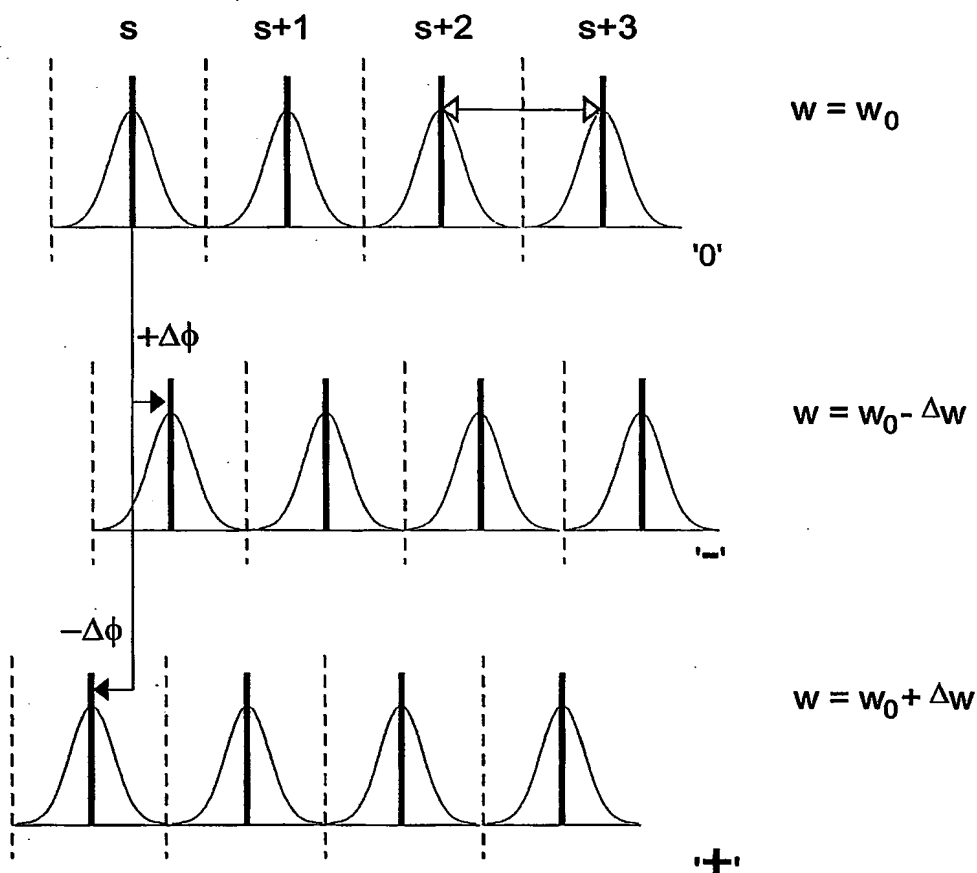 s s+1 s+2 s+3
w = w₀
'0'
+Δϕ
w = w₀- Δw
'-'
−Δϕ
w = w₀+ Δw
'+'